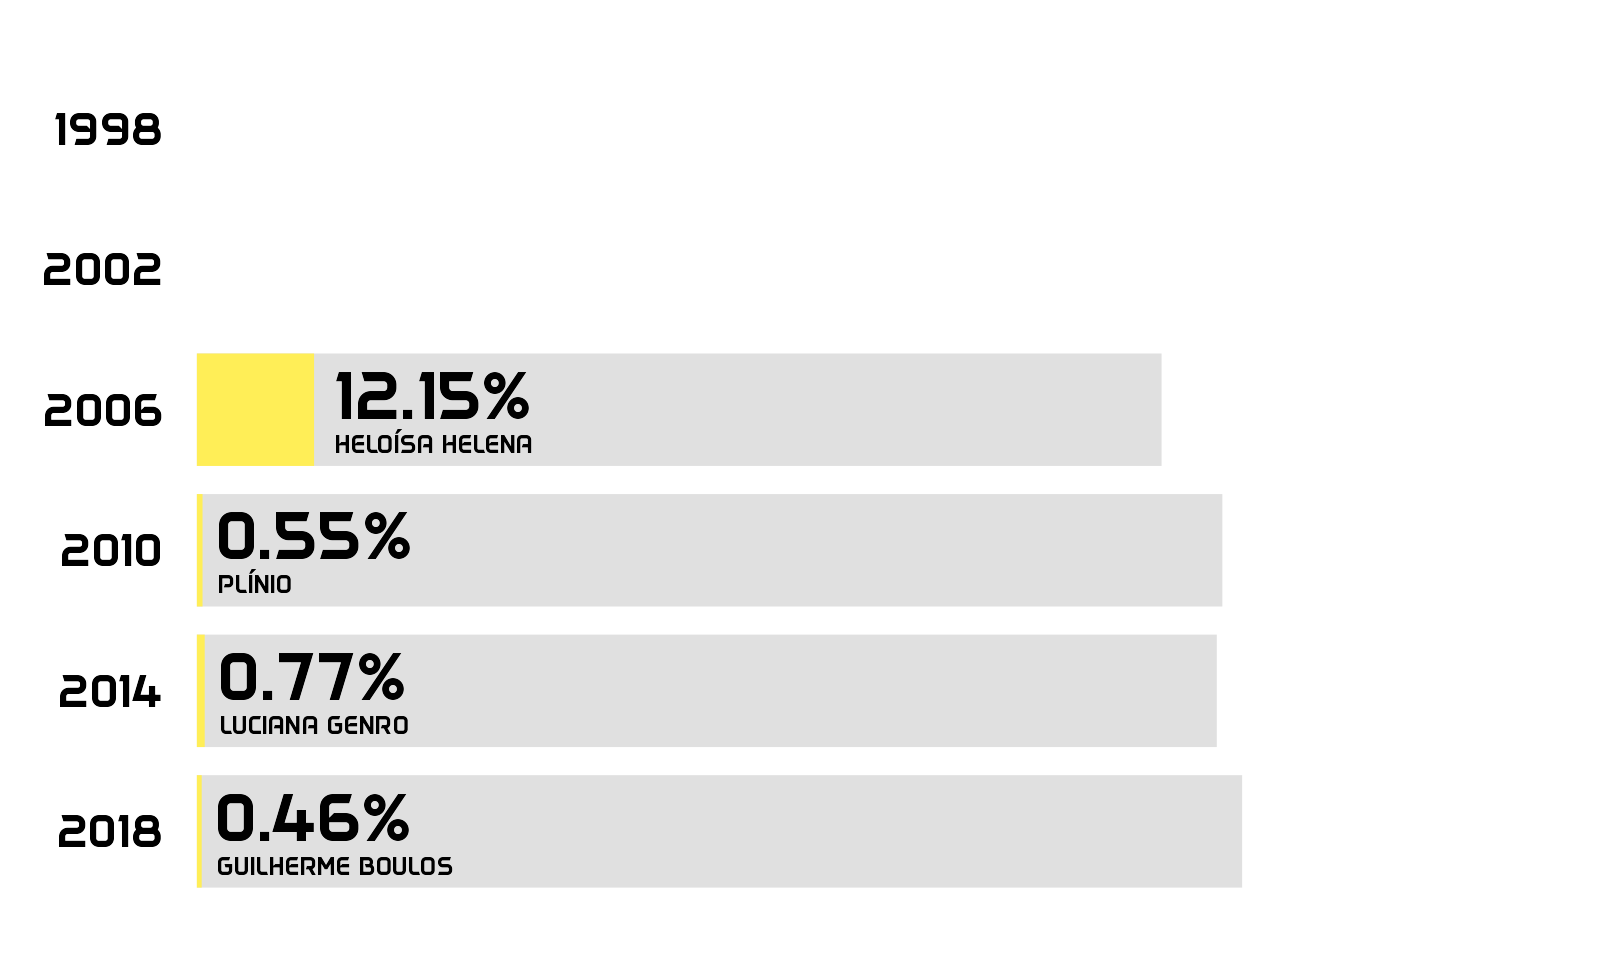 1998
2002
2006
12.15%
HELOÍSA HELENA
2010
0.55%
PLÍNIO
2014
0.77%
LUCIANA GENRO
2018
0.46%
GUILHERME BOULOS